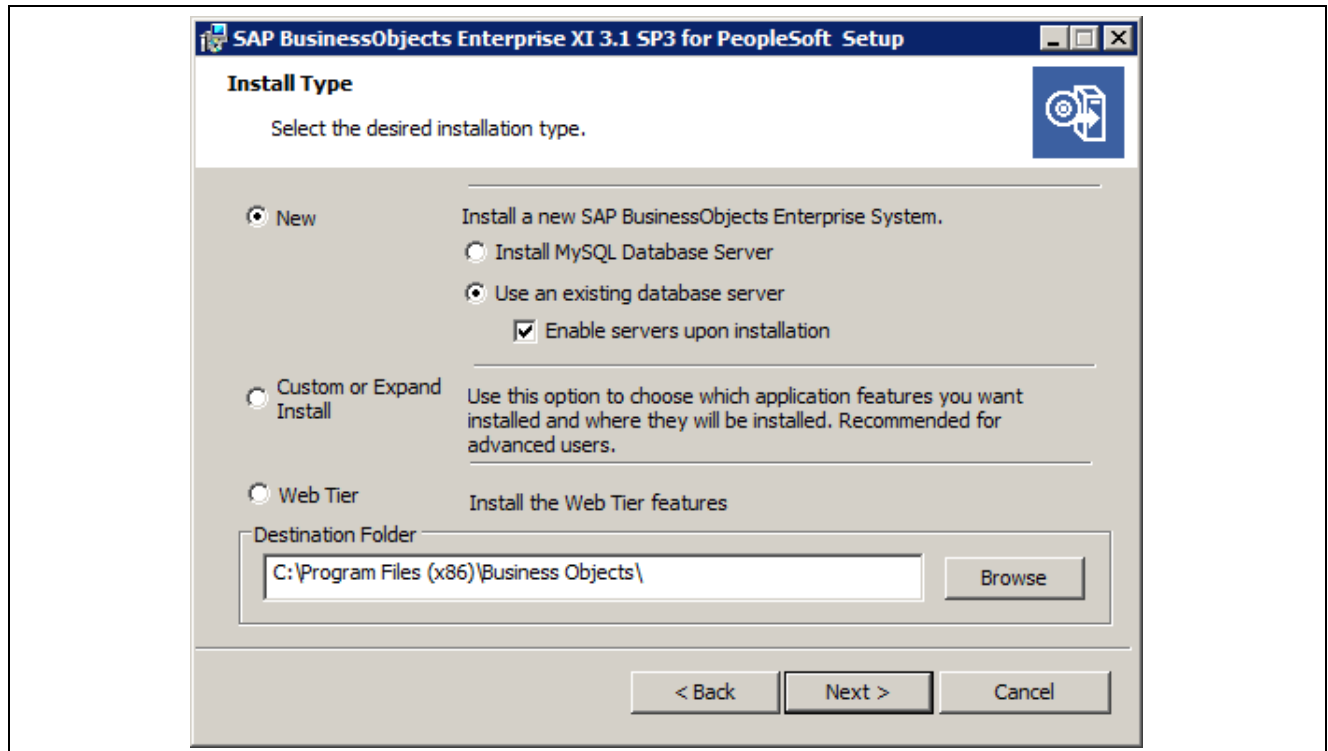 SAP BusinessObjects Enterprise XI 3.1 SP3 for PeopleSoft Setup
Install Type
Select the desired installation type.
New
Install a new SAP BusinessObjects Enterprise System.
Install MySQL Database Server
Use an existing database server
Enable servers upon installation
Custom or Expand
Install
Use this option to choose which application features you want
installed and where they will be installed. Recommended for
advanced users.
Web Tier
Install the Web Tier features
Destination Folder
C:\Program Files (x86)\Business Objects\
Browse
< Back
Next >
Cancel